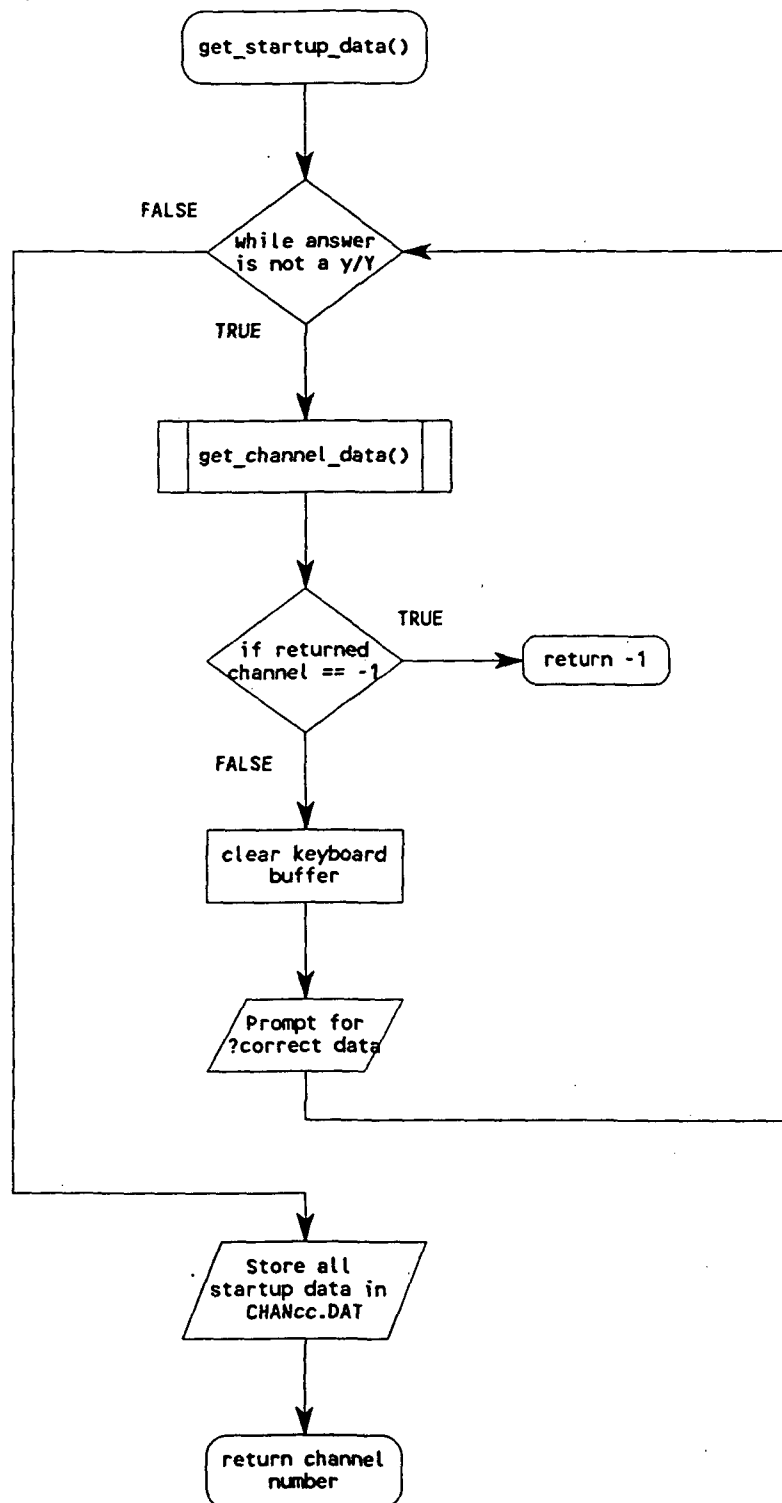 get_startup_data()
FALSE
while answer
is not a y/Y
TRUE
get_channel_data()
if returned
channel == -1
TRUE
return -1
FALSE
clear keyboard
buffer
Prompt for
?correct data
Store all
startup data in
CHANcc.DAT
return channel
number